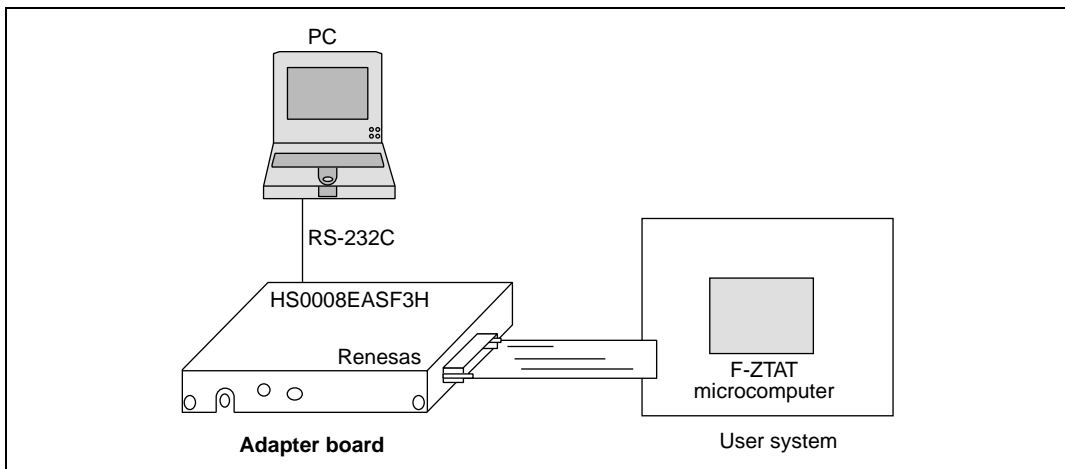 PC
RS-232C
HS0008EASF3H
Renesas
F-ZTAT
microcomputer
Adapter board
User system